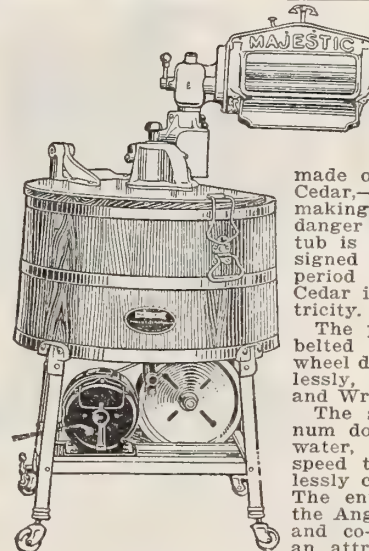 MAJESTIC
made o
Cedar,—
making
danger
tub is
signed
period
Cedar i
tricity.
The
belted
wheel d
lessly,
and Wr
The
num do
water,
speed t
lessly c
The en
the Ang
and co-
an attr